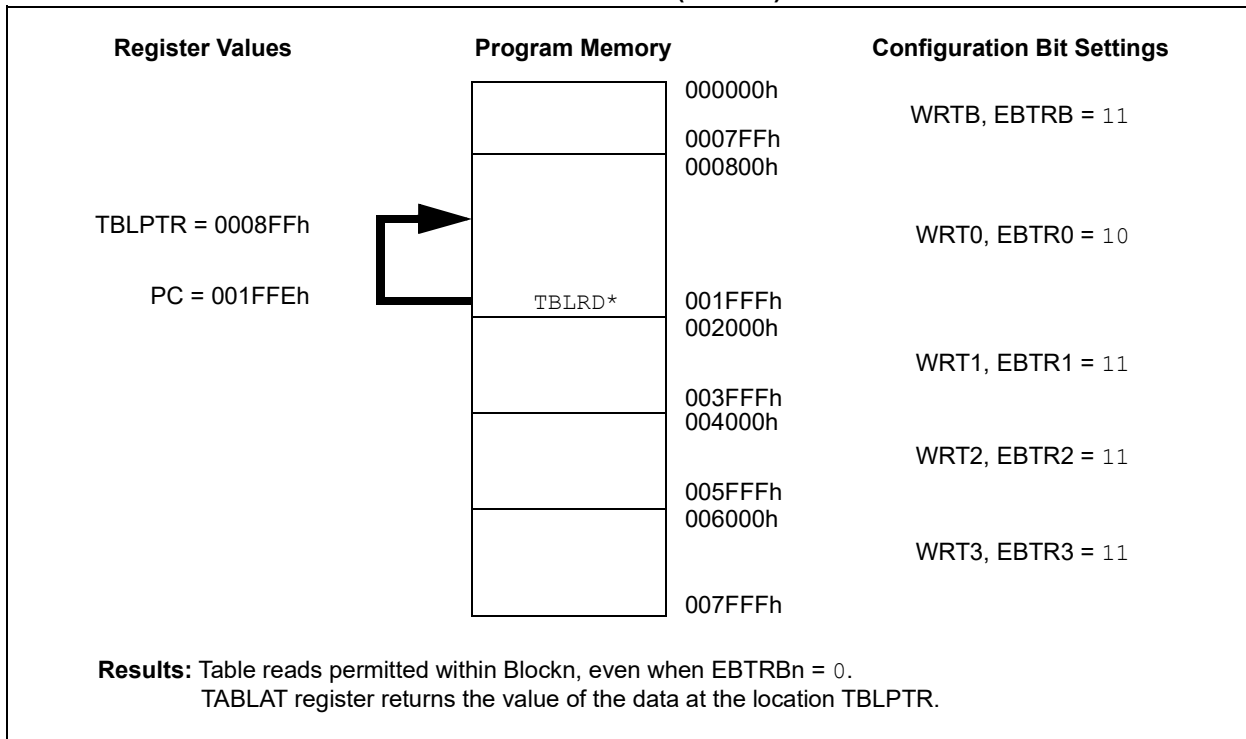 Register Values Program Memory Configuration Bit Settings
000000h
WRTB, EBTRB = 11
0007FFh
000800h
TBLPTR = 0008FFh
WRT0, EBTR0 = 10
PC = 001FFEh
TBLRD* 001FFFh
002000h
WRT1, EBTR1 = 11
003FFFh
004000h
WRT2, EBTR2 = 11
005FFFh
006000h
WRT3, EBTR3 = 11
007FFFh
Results: Table reads permitted within Blockn, even when EBTRBn = 0.
TABLAT register returns the value of the data at the location TBLPTR.